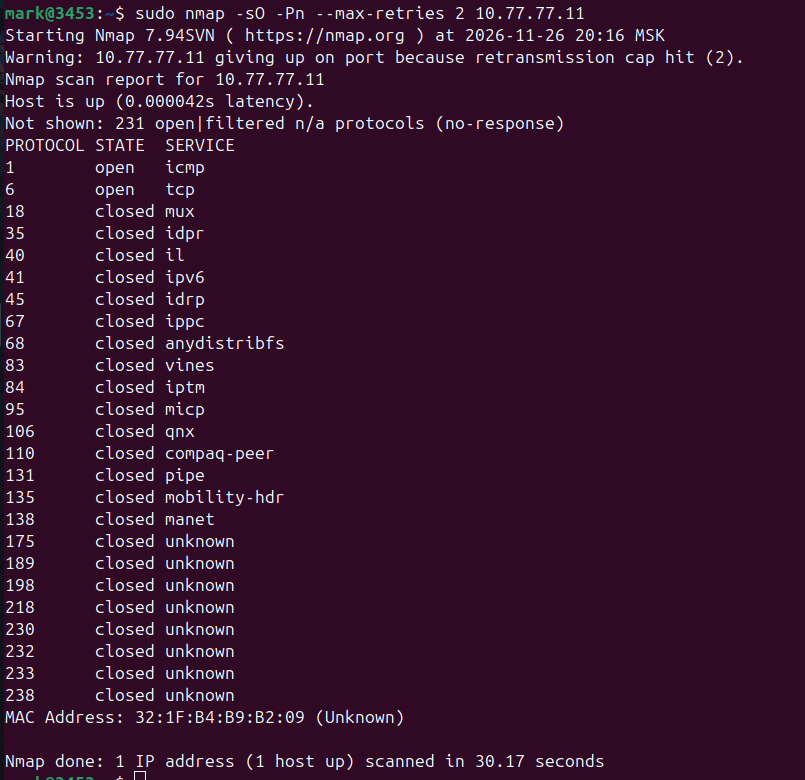 mark@3453:~$ sudo nmap -sO -Pn --max-retries 2 10.77.77.11
Starting Nmap 7.94SVN ( https://nmap.org ) at 2026-11-26 20:16 MSK
Warning: 10.77.77.11 giving up on port because retransmission cap hit (2).
Nmap scan report for 10.77.77.11
Host is up (0.000042s latency).
Not shown: 231 open|filtered n/a protocols (no-response)
PROTOCOL STATE  SERVICE
1        open   icmp
6        open   tcp
18       closed mux
35       closed idpr
40       closed il
41       closed ipv6
45       closed idrp
67       closed ippc
68       closed anydistribfs
83       closed vines
84       closed iptm
95       closed micp
106      closed qnx
110      closed compaq-peer
131      closed pipe
135      closed mobility-hdr
138      closed manet
175      closed unknown
189      closed unknown
198      closed unknown
218      closed unknown
230      closed unknown
232      closed unknown
233      closed unknown
238      closed unknown
MAC Address: 32:1F:B4:B9:B2:09 (Unknown)
Nmap done: 1 IP address (1 host up) scanned in 30.17 seconds
mark@3453:~$